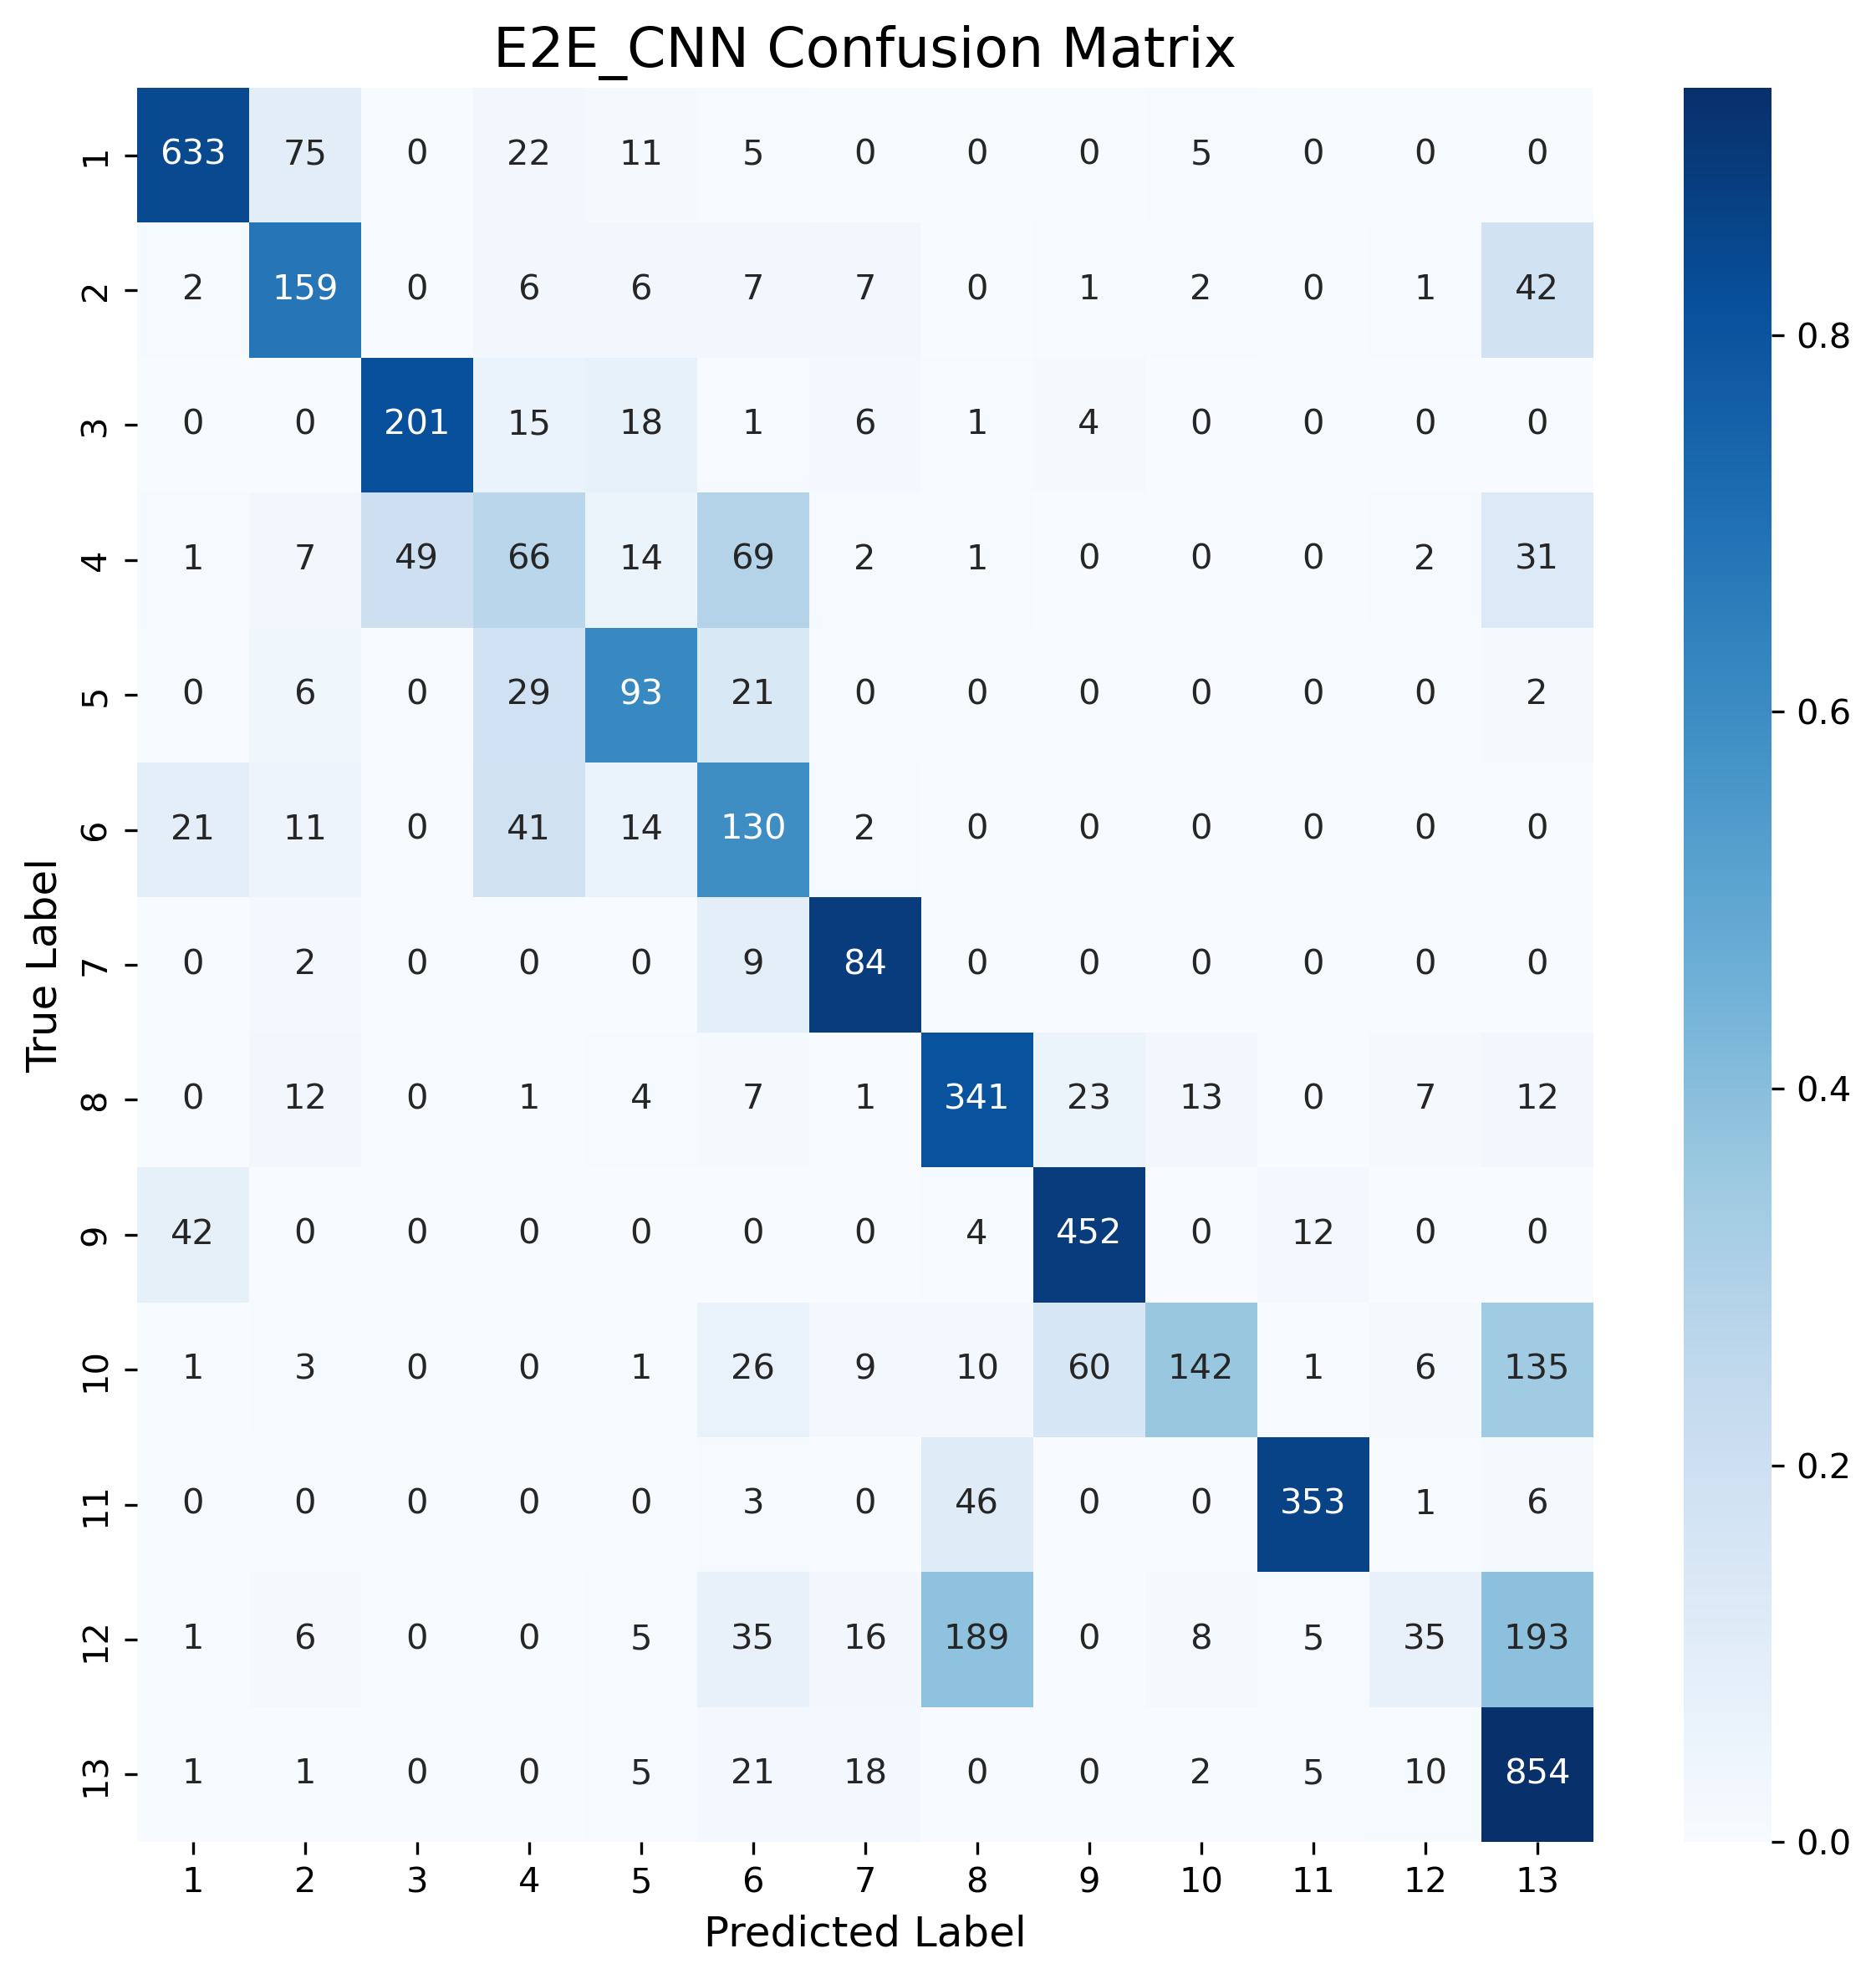 E2E_CNN Confusion Matrix
1 633 75 0 22 11 5 0 0 0 5 0 0 0
2 2 159 0 6 6 7 7 0 1 2 0 1 42
3 0 0 201 15 18 1 6 1 4 0 0 0 0
4 1 7 49 66 14 69 2 1 0 0 0 2 31
5 0 6 0 29 93 21 0 0 0 0 0 0 2
6 21 11 0 41 14 130 2 0 0 0 0 0 0
7 0 2 0 0 0 9 84 0 0 0 0 0 0
8 0 12 0 1 4 7 1 341 23 13 0 7 12
9 42 0 0 0 0 0 0 4 452 0 12 0 0
10 1 3 0 0 1 26 9 10 60 142 1 6 135
11 0 0 0 0 0 3 0 46 0 0 353 1 6
12 1 6 0 0 5 35 16 189 0 8 5 35 193
13 1 1 0 0 5 21 18 0 0 2 5 10 854
1 2 3 4 5 6 7 8 9 10 11 12 13
Predicted Label
True Label
0.8
0.6
0.4
0.2
0.0